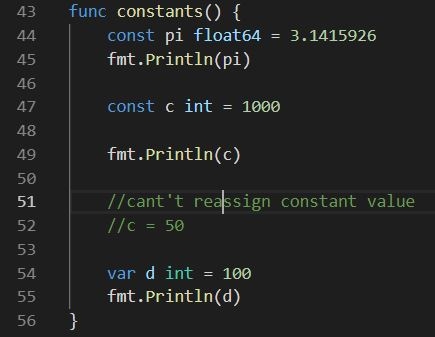 43 func constants() {
44 const pi float64 = 3.1415926
45 fmt.Println(pi)
46
47 const c int = 1000
48
49 fmt.Println(c)
50
51 //cant't reassign constant value
52 //c = 50
53
54 var d int = 100
55 fmt.Println(d)
56 }